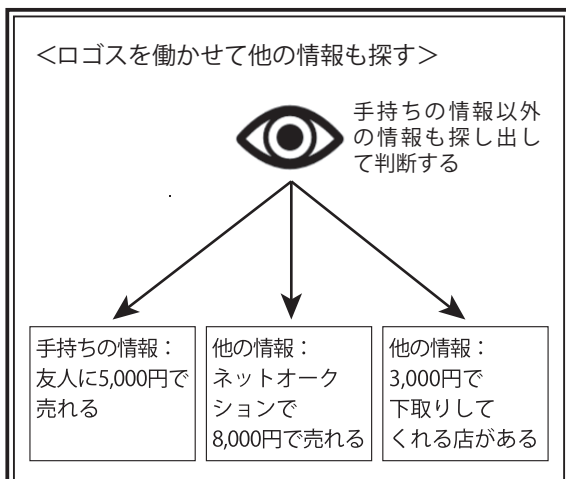 ＜ロゴスを働かせて他の情報も探す＞
手持ちの情報以外
の情報も探し出し
て判断する
手持ちの情報：
友人に5,000円で
売れる
他の情報：
ネットオーク
ションで
8,000円で売れる
他の情報：
3,000円で
下取りして
くれる店がある